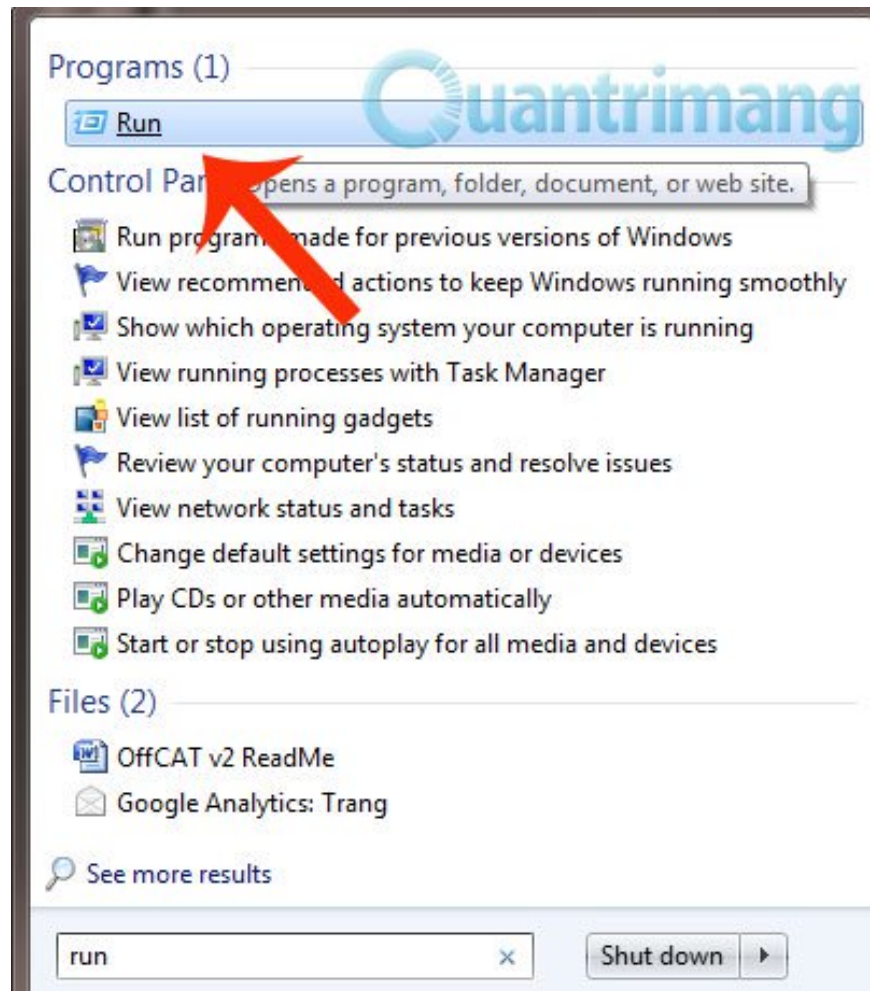 Programs (1)
Quantrimang
Run
Control Par
Opens a program, folder, document, or web site.
Run programs made for previous versions of Windows
View recommended actions to keep Windows running smoothly
Show which operating system your computer is running
View running processes with Task Manager
View list of running gadgets
Review your computer's status and resolve issues
View network status and tasks
Change default settings for media or devices
Play CDs or other media automatically
Start or stop using autoplay for all media and devices
Files (2)
OffCAT v2 ReadMe
Google Analytics: Trang
See more results
run
Shut down